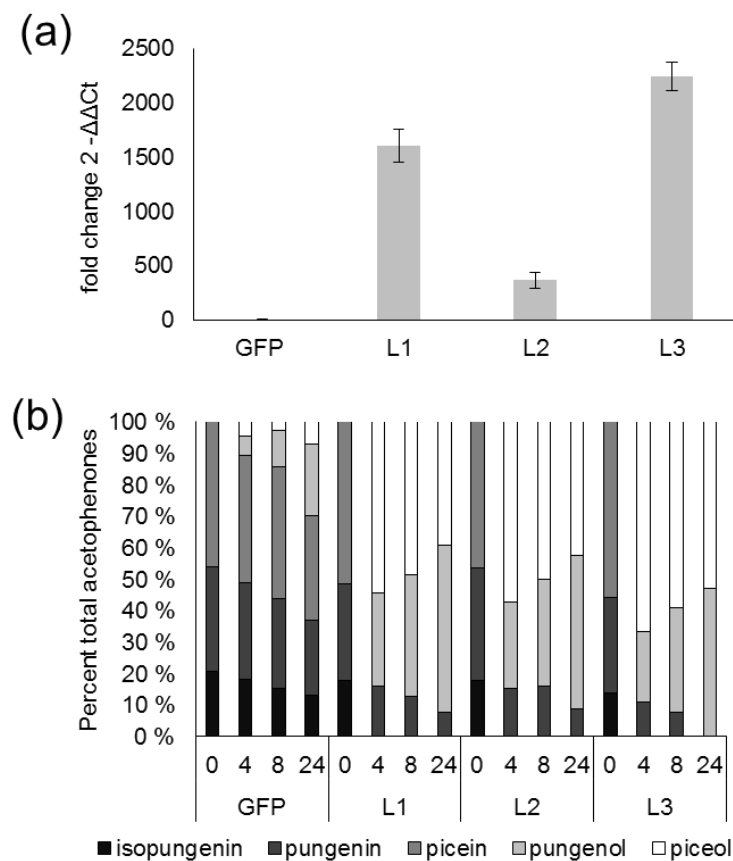 (a)
fold change 2 -ΔΔCt
2500
2000
1500
1000
500
0
GFP L1 L2 L3
(b)
Percent total acetophenones
100 %
90 %
80 %
70 %
60 %
50 %
40 %
30 %
20 %
10 %
0 %
0 4 8 24 0 4 8 24 0 4 8 24 0 4 8 24
GFP L1 L2 L3
isopungenin pungenin picein pungenol piceol